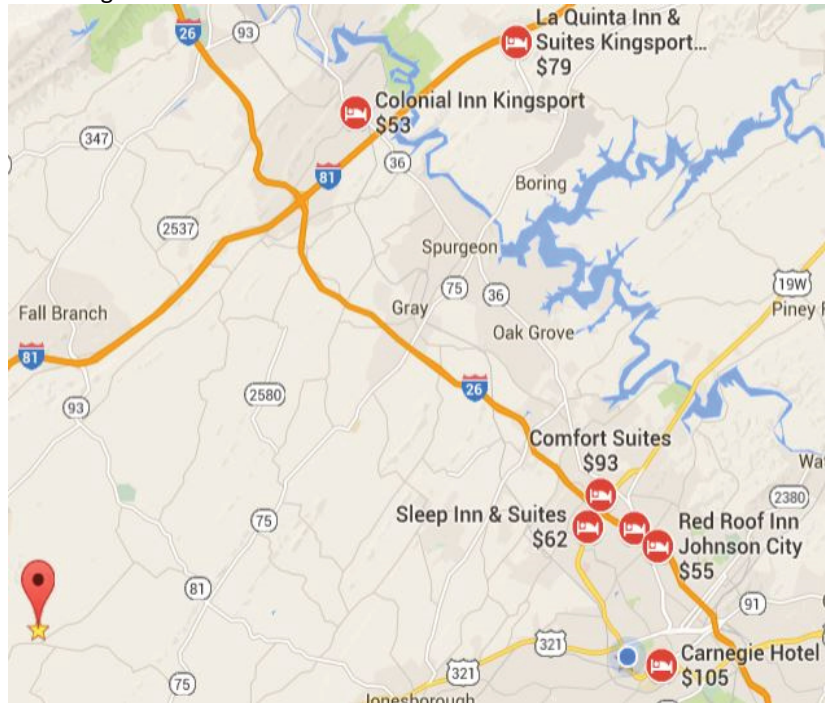 La Quinta Inn &
Suites Kingsport...
$79
26
93
Colonial Inn Kingsport
$53
347
36
81
Boring
2537
Spurgeon
19W
75
36
Fall Branch
Gray
Piney
Oak Grove
81
26
2580
93
Comfort Suites
$93
2380
Sleep Inn & Suites
$62
Red Roof Inn
Johnson City
$55
75
81
91
321
321
Carnegie Hotel
$105
75
Jonesborough